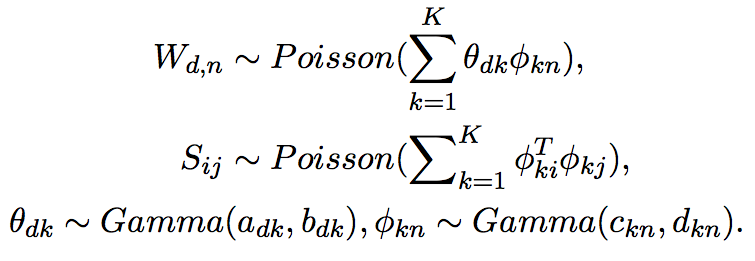 W_{d,n} \sim Poisson(\sum_{k=1}^{K} \theta_{dk} \phi_{kn}),
S_{ij} \sim Poisson(\sum_{k=1}^{K} \phi_{ki}^{T} \phi_{kj}),
\theta_{dk} \sim Gamma(a_{dk}, b_{dk}), \phi_{kn} \sim Gamma(c_{kn}, d_{kn}).